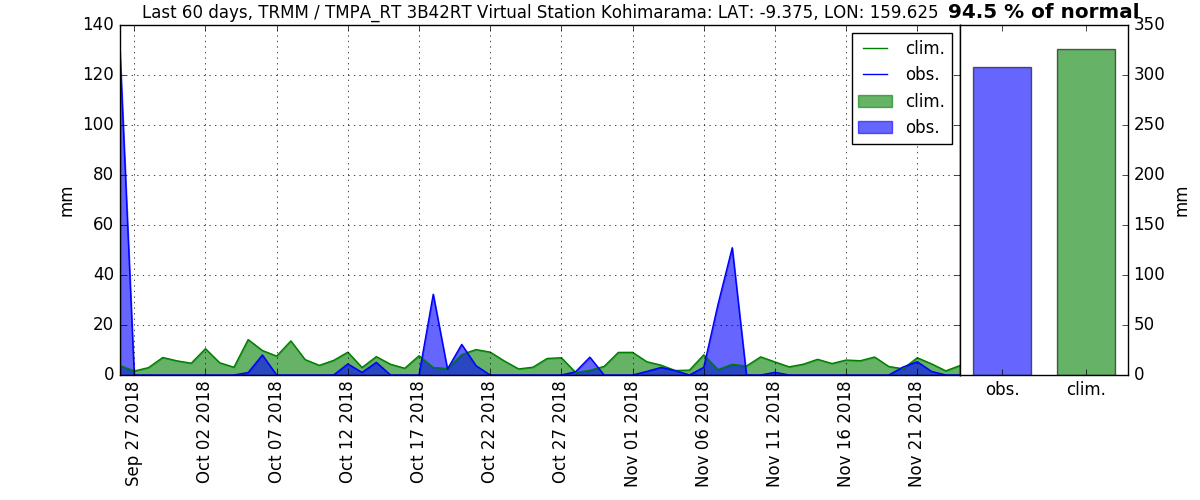 Last 60 days, TRMM / TMPA_RT 3B42RT Virtual Station Kohimarama: LAT: -9.375, LON: 159.625 94.5 % of normal
140
120
100
80
60
40
20
0
mm
clim.
obs.
clim.
obs.
350
300
250
200
150
100
50
0
mm
Sep 27 2018
Oct 02 2018
Oct 07 2018
Oct 12 2018
Oct 17 2018
Oct 22 2018
Oct 27 2018
Nov 01 2018
Nov 06 2018
Nov 11 2018
Nov 16 2018
Nov 21 2018
obs. clim.